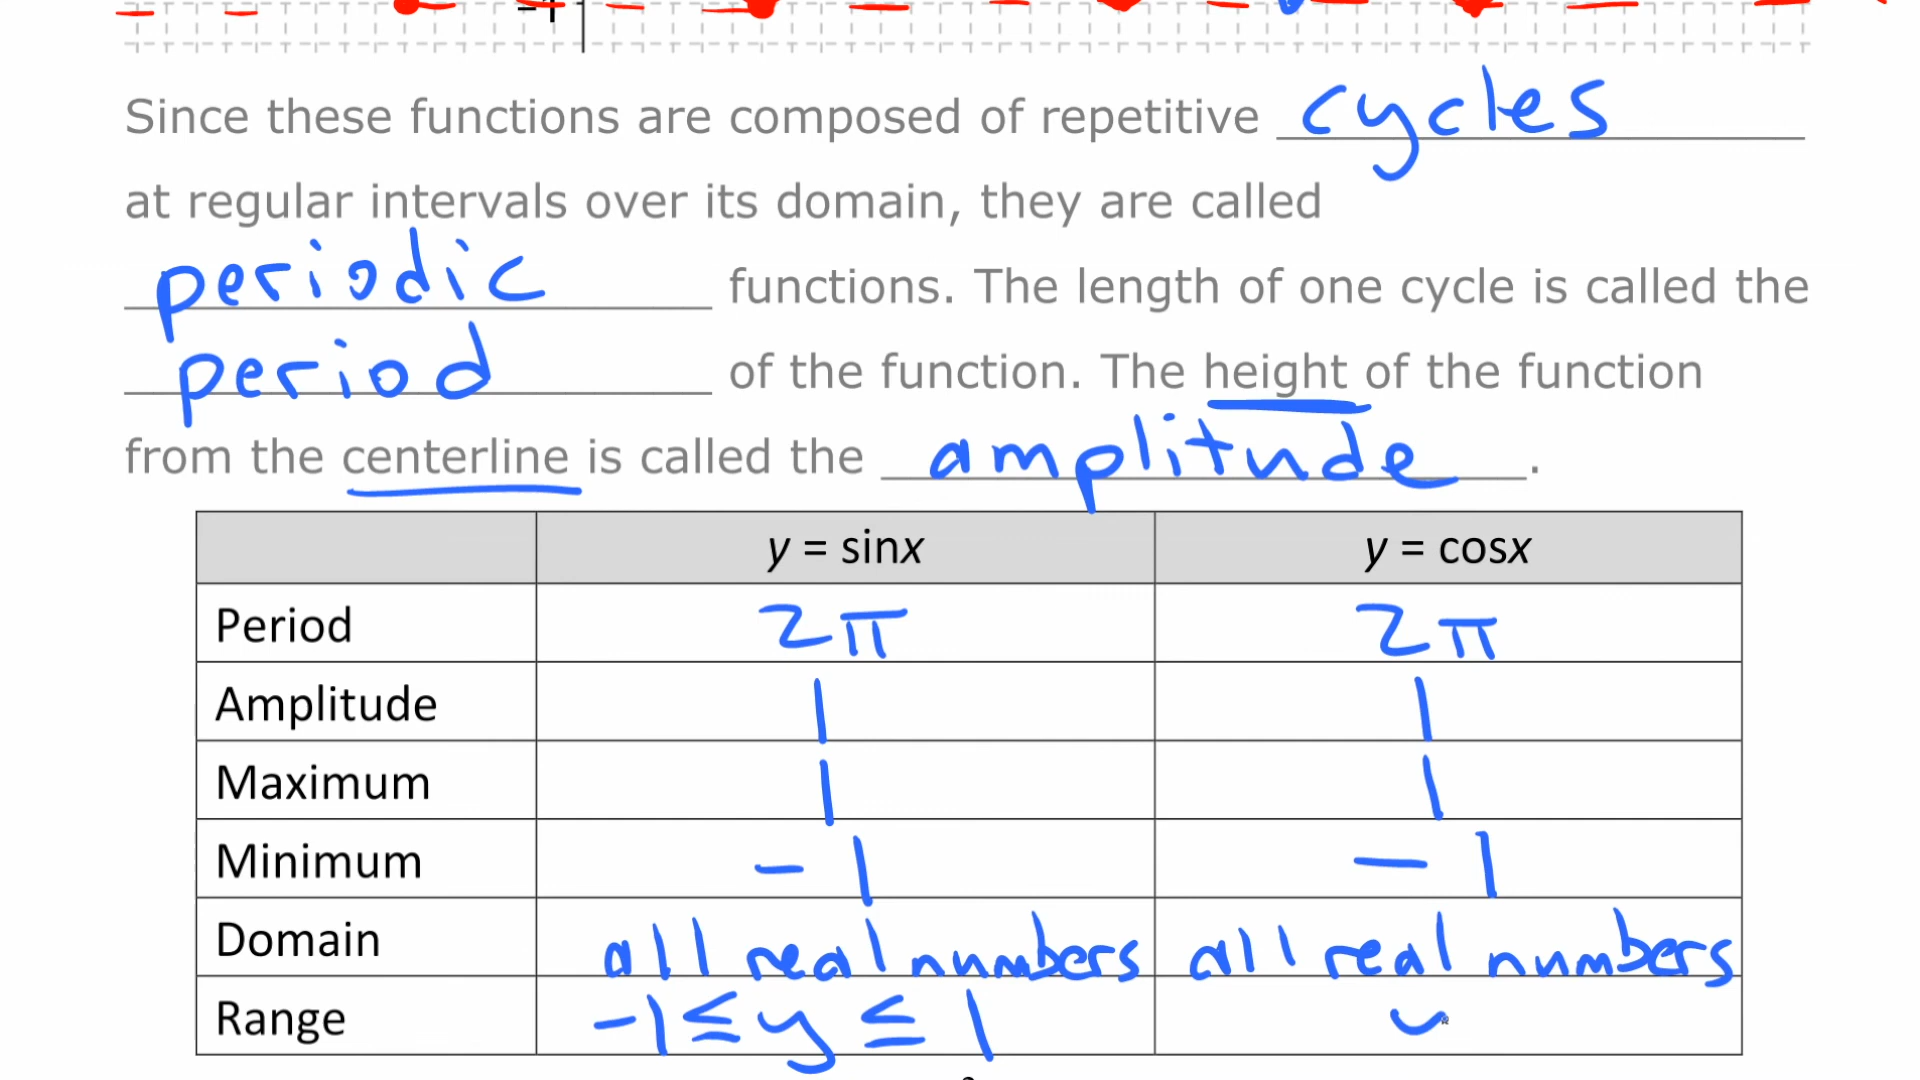 -1
Since these functions are composed of repetitive cycles
at regular intervals over its domain, they are called
periodic functions. The length of one cycle is called the
period of the function. The height of the function
from the centerline is called the amplitude.
y = sinx y = cosx
Period 2π 2π
Amplitude 1 1
Maximum 1 1
Minimum -1 -1
Domain all real numbers all real numbers
Range -1 ≤ y ≤ 1